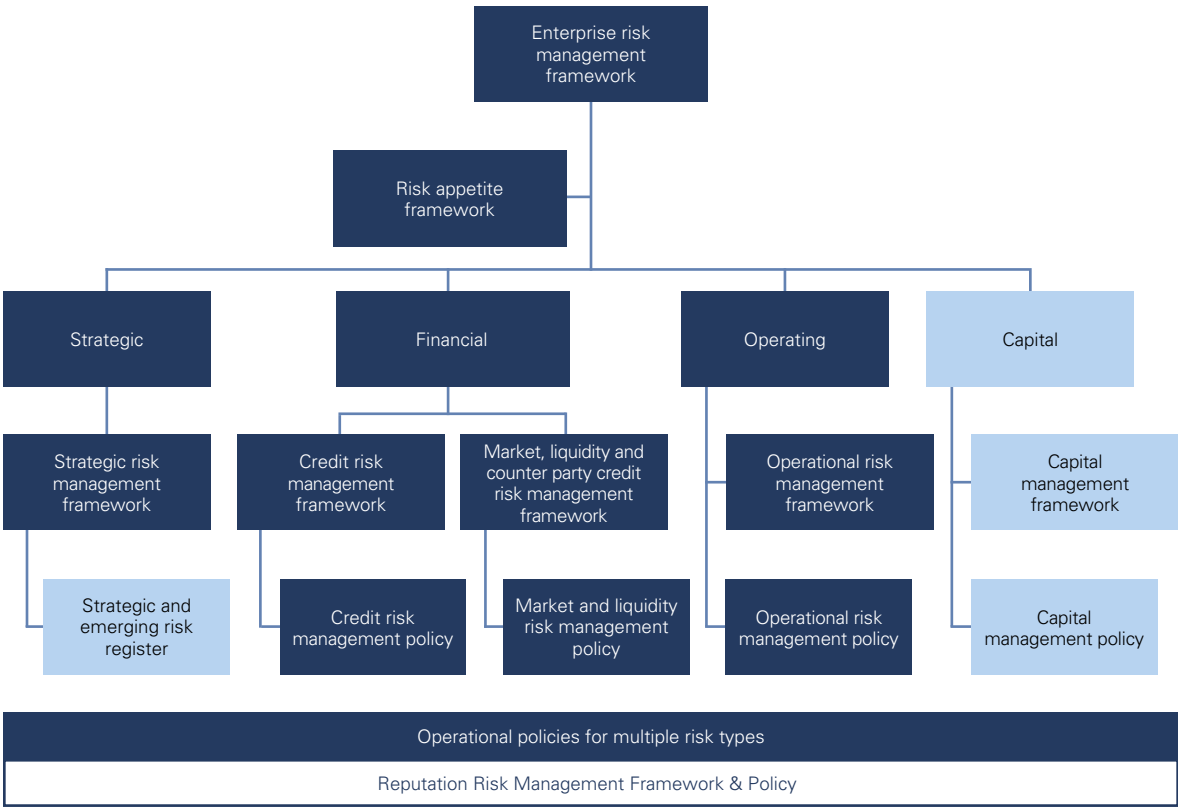 Enterprise risk
management
framework
Risk appetite
framework
Strategic
Financial
Operating
Capital
Strategic risk
management
framework
Credit risk
management
framework
Market, liquidity and
counter party credit
risk management
framework
Operational risk
management
framework
Capital
management
framework
Strategic and
emerging risk
register
Credit risk
management policy
Market and liquidity
risk management
policy
Operational risk
management policy
Capital
management policy
Operational policies for multiple risk types
Reputation Risk Management Framework & Policy